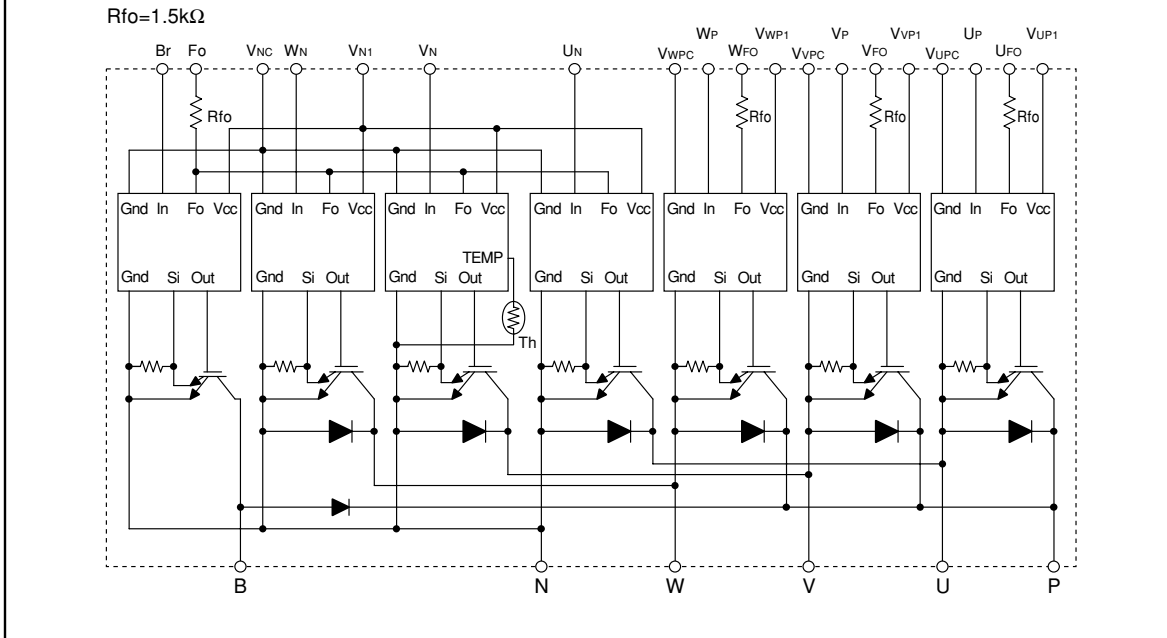 Rfo=1.5kΩ
WP VWP1 VP VVP1 UP VUP1
Br Fo VNC WN VN1 VN UN VWPC WFO VVPC VFO VUPC UFO
Rfo Rfo Rfo Rfo
Gnd In Fo Vcc Gnd In Fo Vcc Gnd In Fo Vcc Gnd In Fo Vcc Gnd In Fo Vcc Gnd In Fo Vcc Gnd In Fo Vcc
TEMP
Gnd Si Out Gnd Si Out Gnd Si Out Gnd Si Out Gnd Si Out Gnd Si Out Gnd Si Out
Th
B N W V U P